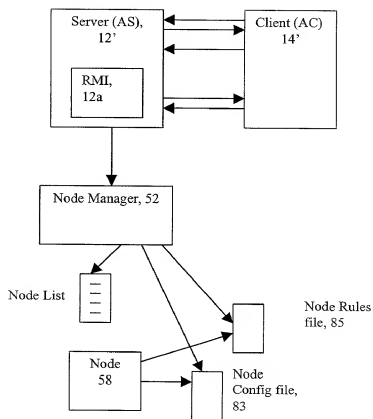 Server (AS),
12’
Client (AC)
14’
RMI,
12a
Node Manager, 52
Node List
Node Rules
file, 85
Node
58
Node
Config file,
83